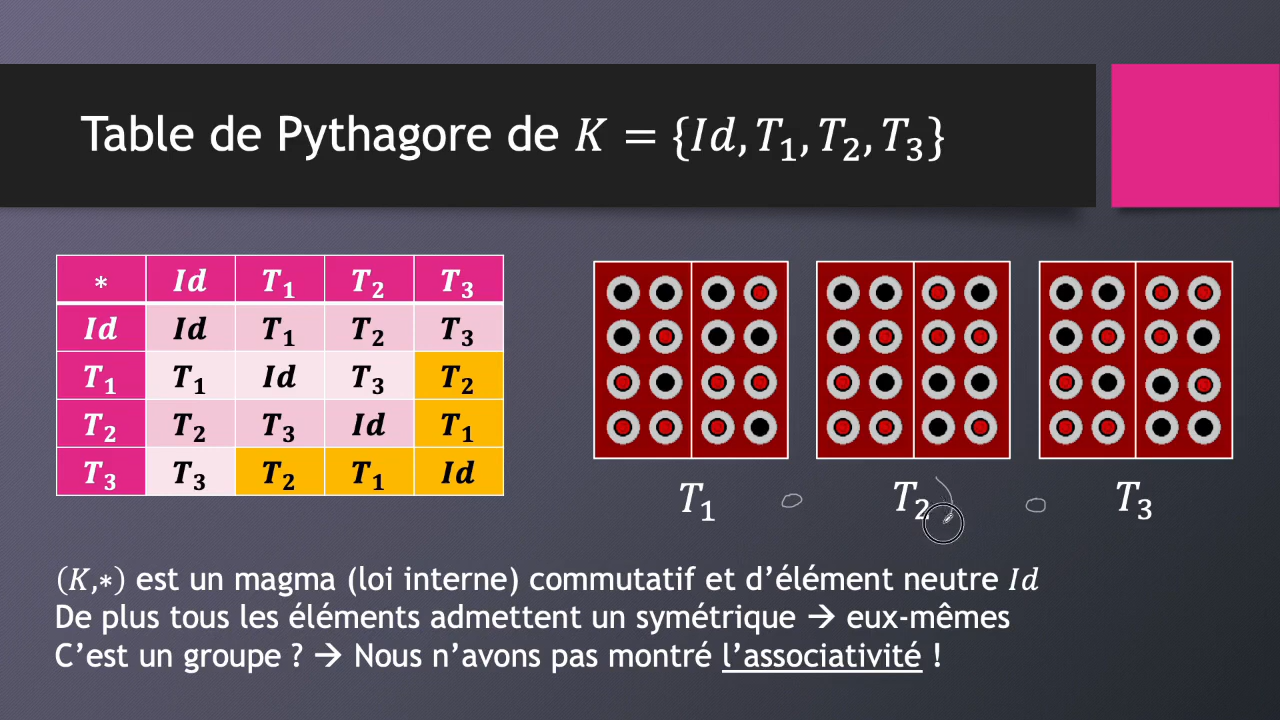 Table de Pythagore de K = {Id, T₁, T₂, T₃}
* Id T₁ T₂ T₃
Id Id T₁ T₂ T₃
T₁ T₁ Id T₃ T₂
T₂ T₂ T₃ Id T₁
T₃ T₃ T₂ T₁ Id
T₁ T₂ T₃
(K,*) est un magma (loi interne) commutatif et d’élément neutre Id
De plus tous les éléments admettent un symétrique → eux-mêmes
C’est un groupe ? → Nous n’avons pas montré l’associativité !